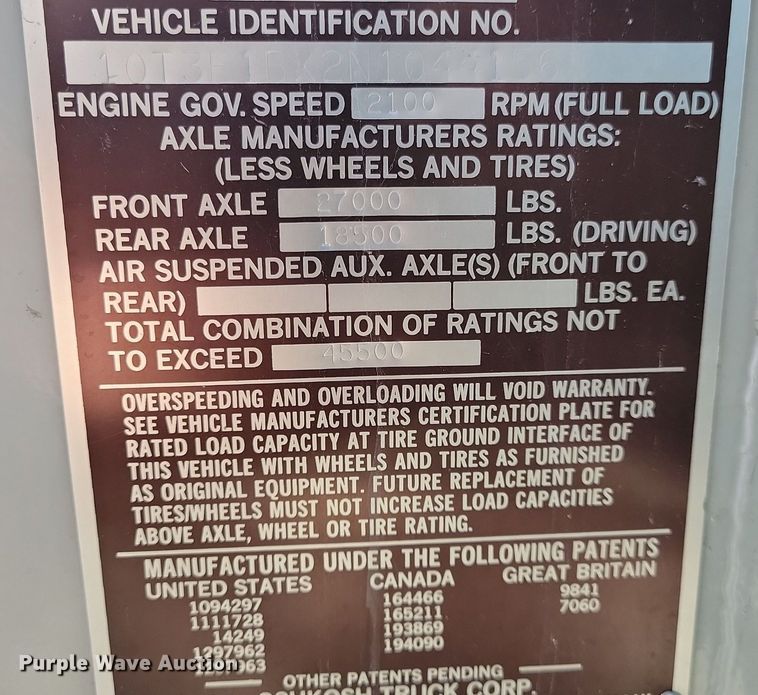 VEHICLE IDENTIFICATION NO.
ENGINE GOV. SPEED 2100 RPM (FULL LOAD)
AXLE MANUFACTURERS RATINGS:
(LESS WHEELS AND TIRES)
FRONT AXLE 27000 LBS.
REAR AXLE 18500 LBS. (DRIVING)
AIR SUSPENDED AUX. AXLE(S) (FRONT TO
REAR) LBS. EA.
TOTAL COMBINATION OF RATINGS NOT
TO EXCEED 45500
OVERSPEEDING AND OVERLOADING WILL VOID WARRANTY.
SEE VEHICLE MANUFACTURERS CERTIFICATION PLATE FOR
RATED LOAD CAPACITY AT TIRE GROUND INTERFACE OF
THIS VEHICLE WITH WHEELS AND TIRES AS FURNISHED
AS ORIGINAL EQUIPMENT. FUTURE REPLACEMENT OF
TIRES/WHEELS MUST NOT INCREASE LOAD CAPACITIES
ABOVE AXLE, WHEEL OR TIRE RATING.
MANUFACTURED UNDER THE FOLLOWING PATENTS
UNITED STATES CANADA GREAT BRITAIN
1094297 164466 9841
1111728 165211 7060
14249 193869
1297962 194090
Purple Wave Auction
OTHER PATENTS PENDING
OSHKOSH TRUCK CORP.